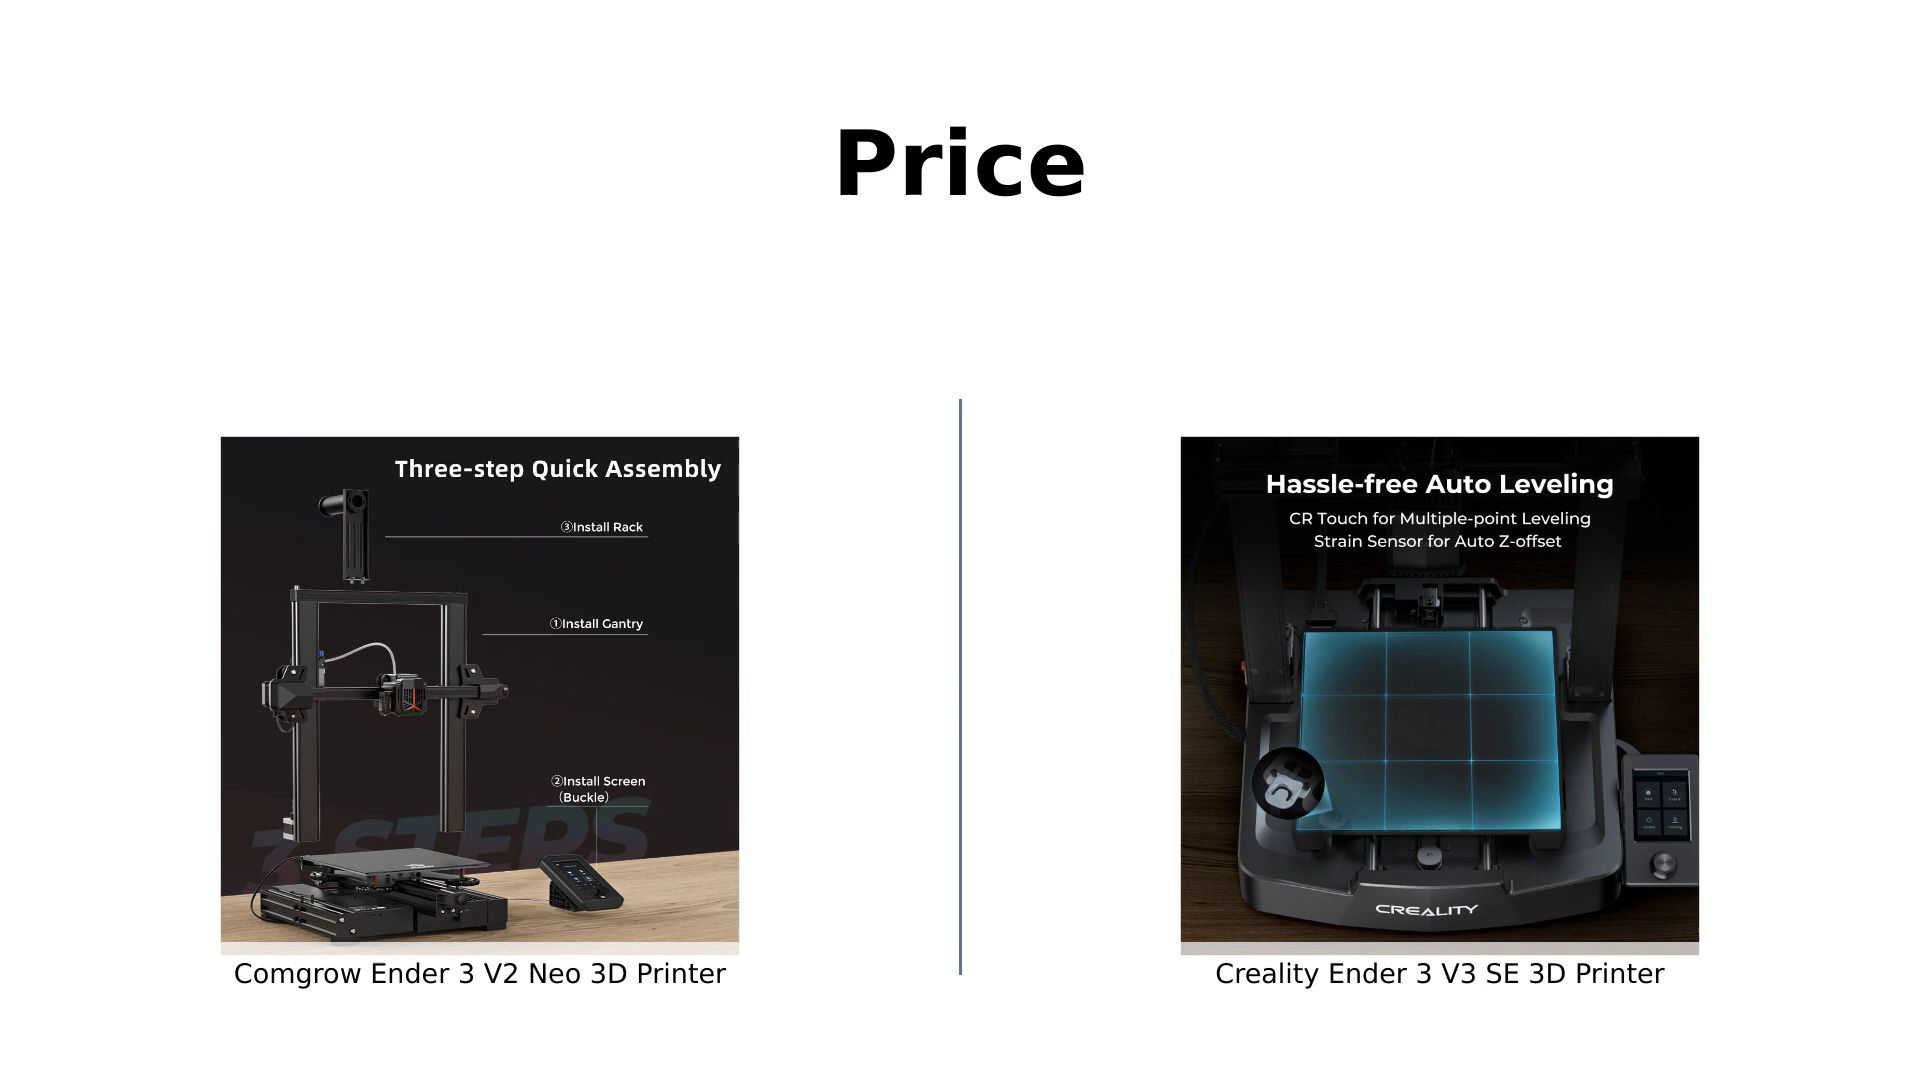 Price
Three-step Quick Assembly
③Install Rack
①Install Gantry
②Install Screen
(Buckle)
3 STEPS
Comgrow Ender 3 V2 Neo 3D Printer
Hassle-free Auto Leveling
CR Touch for Multiple-point Leveling
Strain Sensor for Auto Z-offset
CREALITY
Creality Ender 3 V3 SE 3D Printer